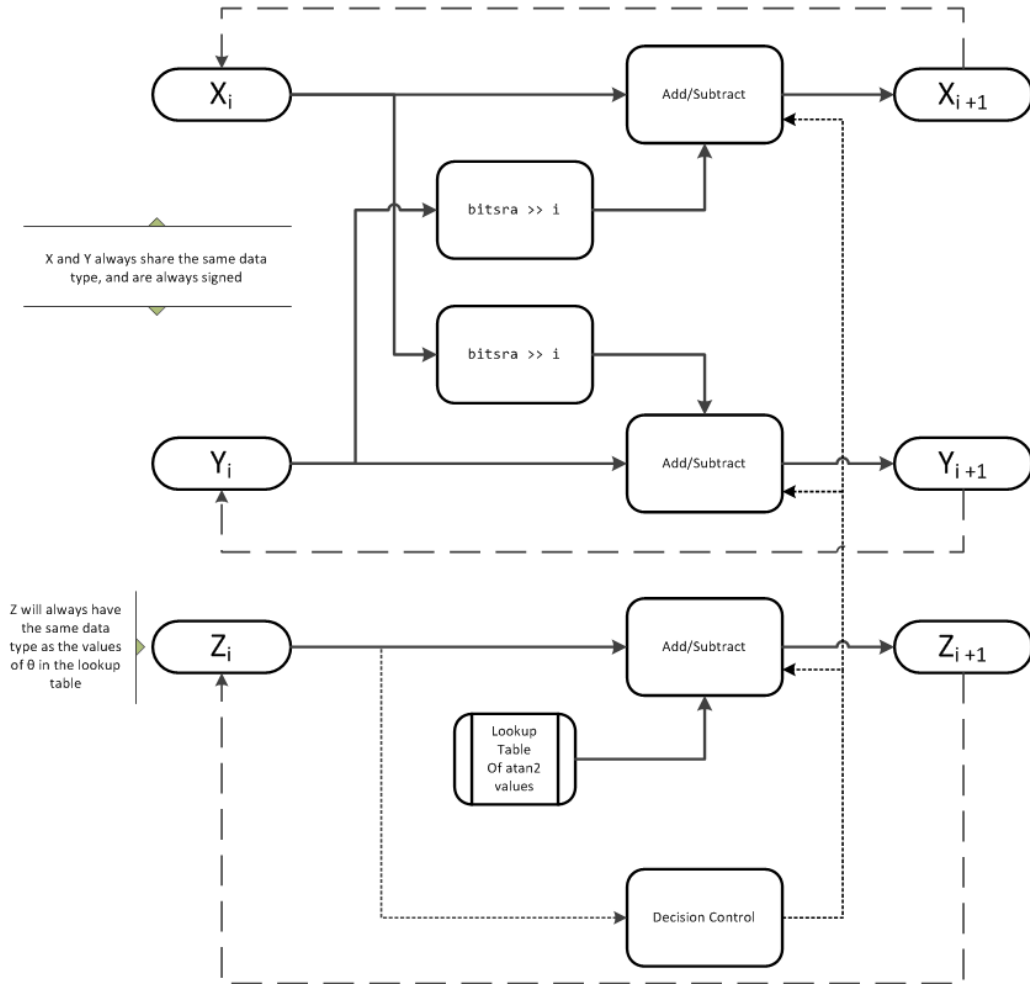 Xi
Add/Subtract
Xi +1
bitsra >> i
X and Y always share the same data
type, and are always signed
bitsra >> i
Yi
Add/Subtract
Yi +1
Z will always have
the same data
type as the values
of θ in the lookup
table
Zi
Add/Subtract
Zi +1
Lookup
Table
Of atan2
values
Decision Control